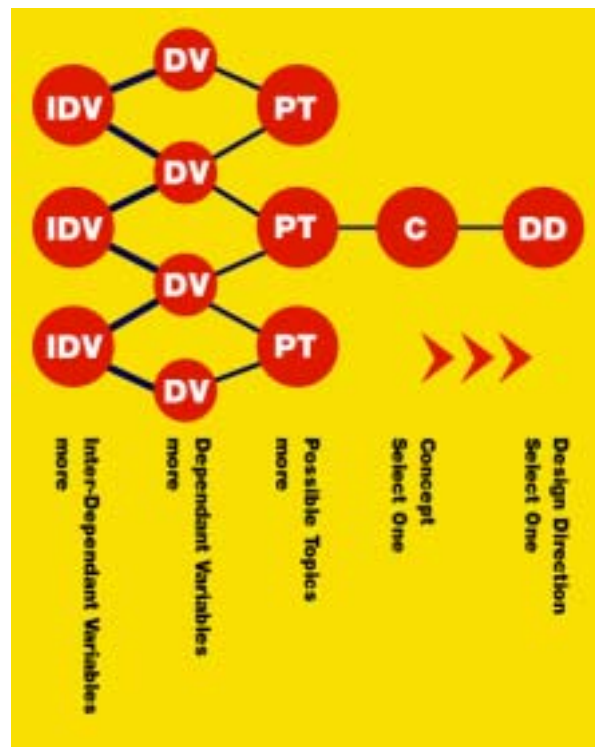 DV
IDV
PT
DV
IDV
PT
C
DD
DV
IDV
PT
DV
Inter-Dependant Variables
more
Dependant Variables
more
Possible Topics
more
Concept
Select One
Design Direction
Select One